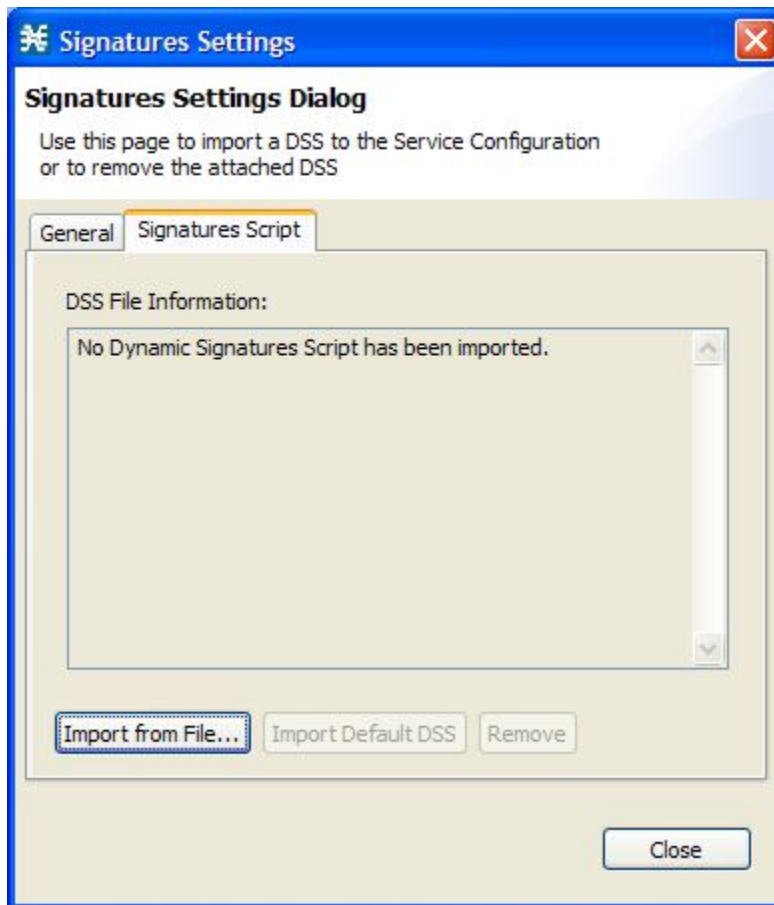 Signatures Settings
Signatures Settings Dialog
Use this page to import a DSS to the Service Configuration
or to remove the attached DSS
General Signatures Script
DSS File Information:
No Dynamic Signatures Script has been imported.
Import from File... Import Default DSS Remove
Close